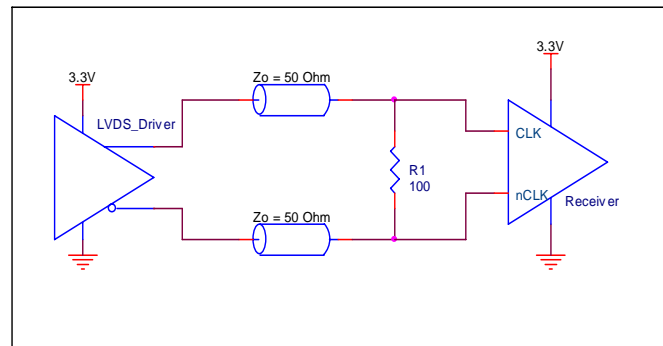 3.3V
LVDS_Driver
Zo = 50 Ohm
3.3V
CLK
R1
100
nCLK
Receiver
Zo = 50 Ohm